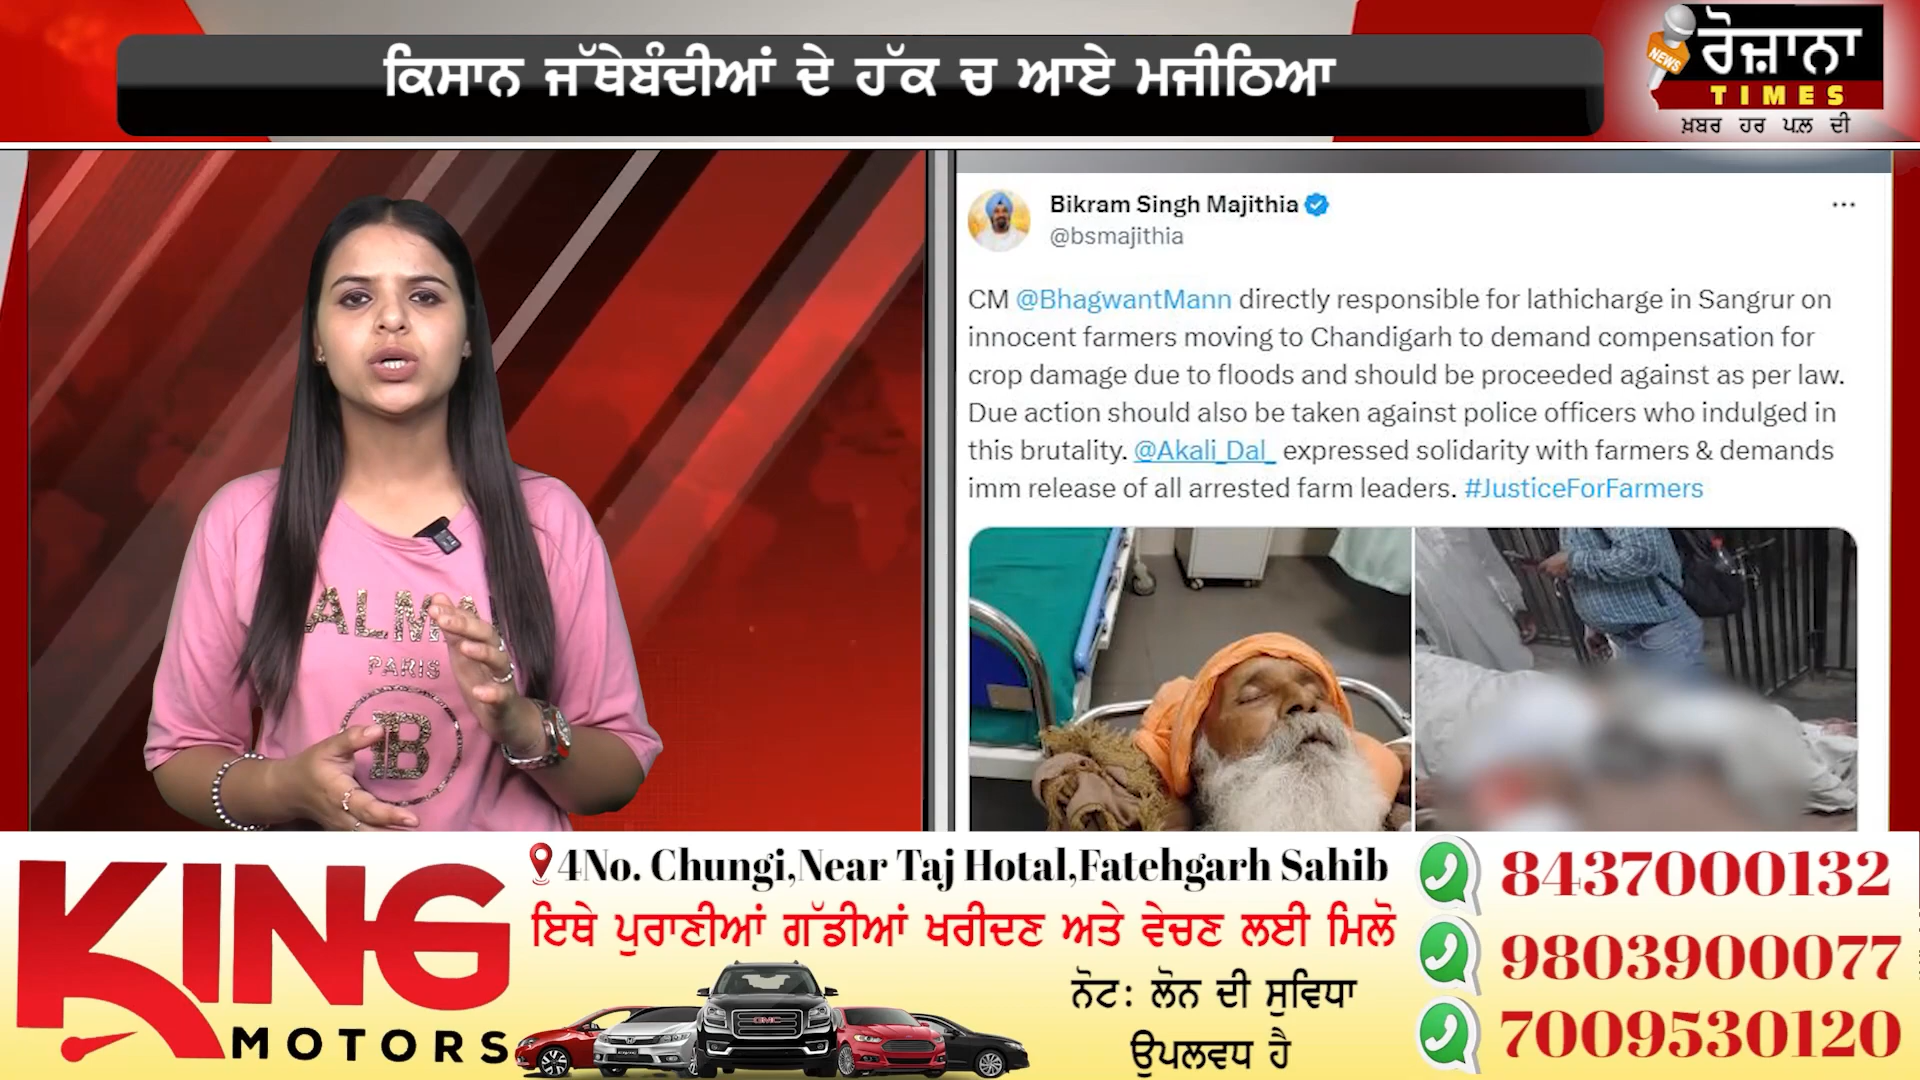 ਕਿਸਾਨ ਜੱਥੇਬੰਦੀਆਂ ਦੇ ਹੱਕ ਚ ਆਏ ਮਜੀਠਿਆ
NEWS
ਰੋਜ਼ਾਨਾ
TIMES
ਖ਼ਬਰ ਹਰ ਪਲ ਦੀ
Bikram Singh Majithia
@bsmajithia
CM @BhagwantMann directly responsible for lathicharge in Sangrur on
innocent farmers moving to Chandigarh to demand compensation for
crop damage due to floods and should be proceeded against as per law.
Due action should also be taken against police officers who indulged in
this brutality. @Akali_Dal_ expressed solidarity with farmers & demands
imm release of all arrested farm leaders. #JusticeForFarmers
ALM
PARIS
B
KING
MOTORS
4No. Chungi,Near Taj Hotal,Fatehgarh Sahib
ਇਥੇ ਪੁਰਾਣੀਆਂ ਗੱਡੀਆਂ ਖਰੀਦਣ ਅਤੇ ਵੇਚਣ ਲਈ ਮਿਲੋ
ਨੋਟ: ਲੋਨ ਦੀ ਸੁਵਿਧਾ
ਉਪਲਵਧ ਹੈ
GMC
8437000132
9803900077
7009530120